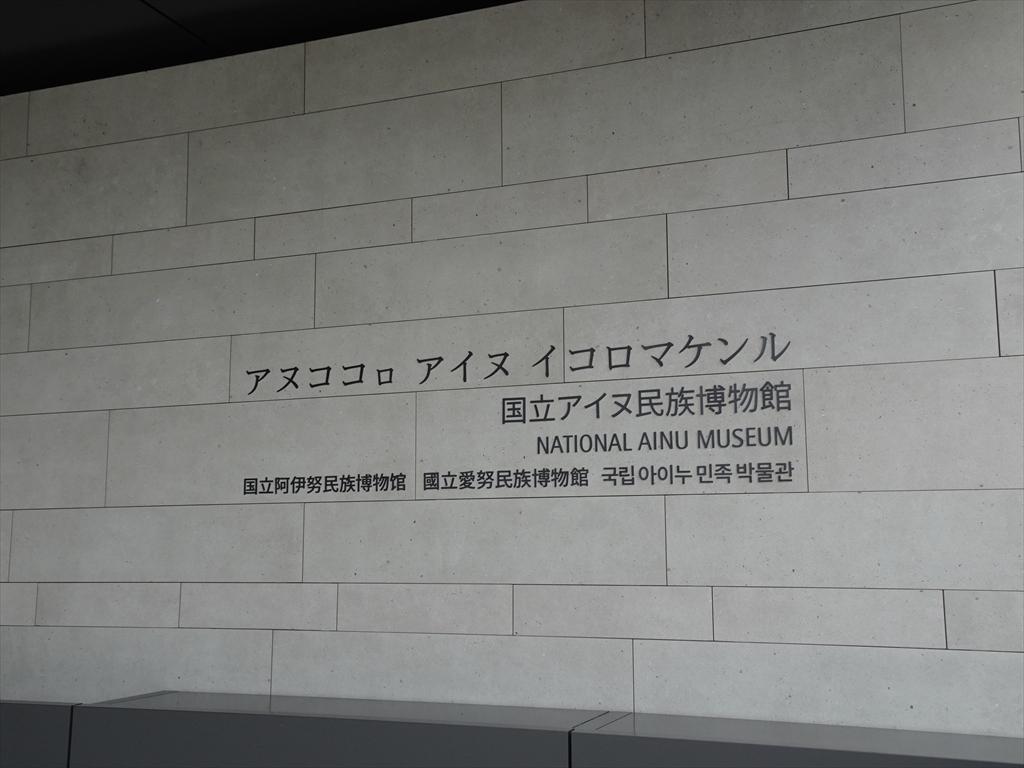 アヌココㇿ アイヌ イコロマケンル
国立アイヌ民族博物館
NATIONAL AINU MUSEUM
国立阿伊努民族博物馆 國立愛努民族博物館 국립아이누민족박물관